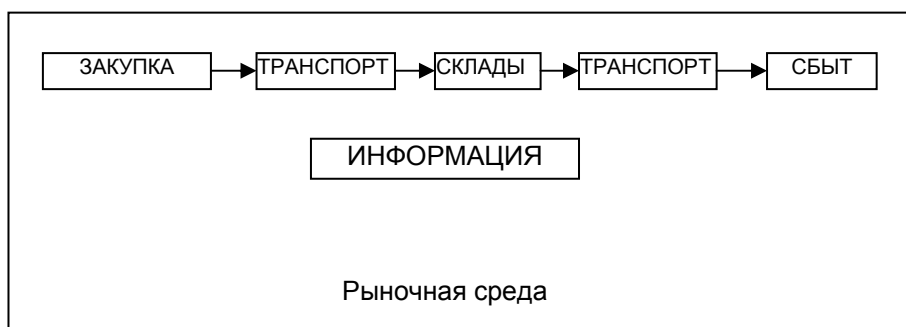 ЗАКУПКА ТРАНСПОРТ СКЛАДЫ ТРАНСПОРТ СБЫТ
ИНФОРМАЦИЯ
Рыночная среда